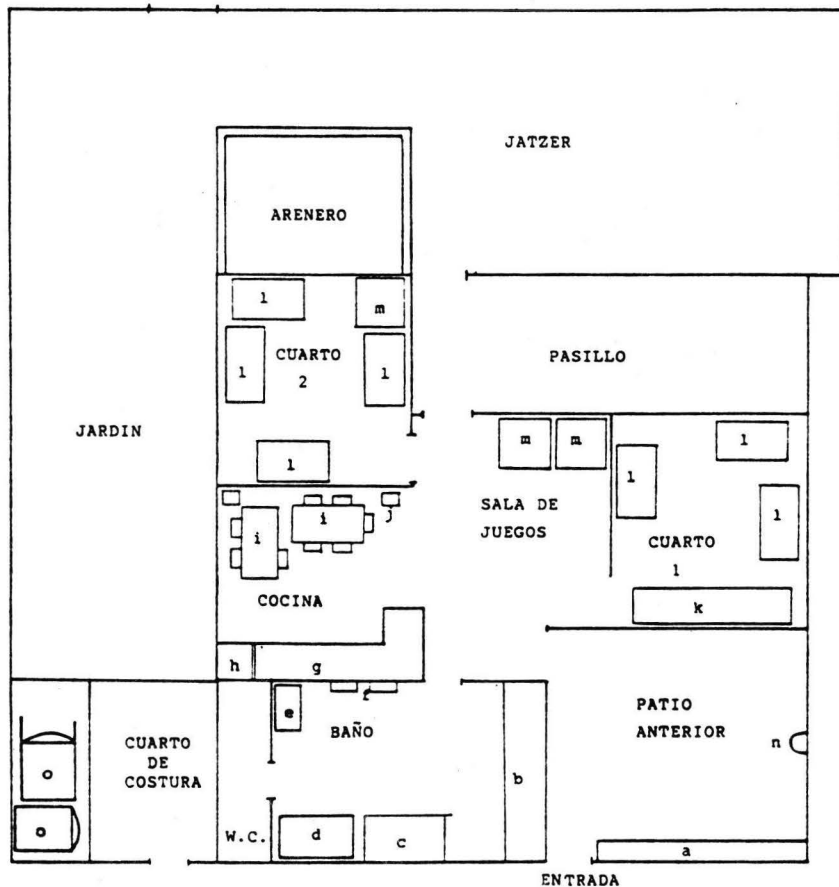 JATZER
ARENERO
l
m
CUARTO
2
l
l
l
PASILLO
JARDIN
m
m
l
l
l
SALA DE
JUEGOS
CUARTO
1
k
i
i
j
COCINA
h
g
f
e
BAÑO
PATIO
ANTERIOR
n
CUARTO
DE
COSTURA
o
o
b
W.C.
d
c
a
ENTRADA